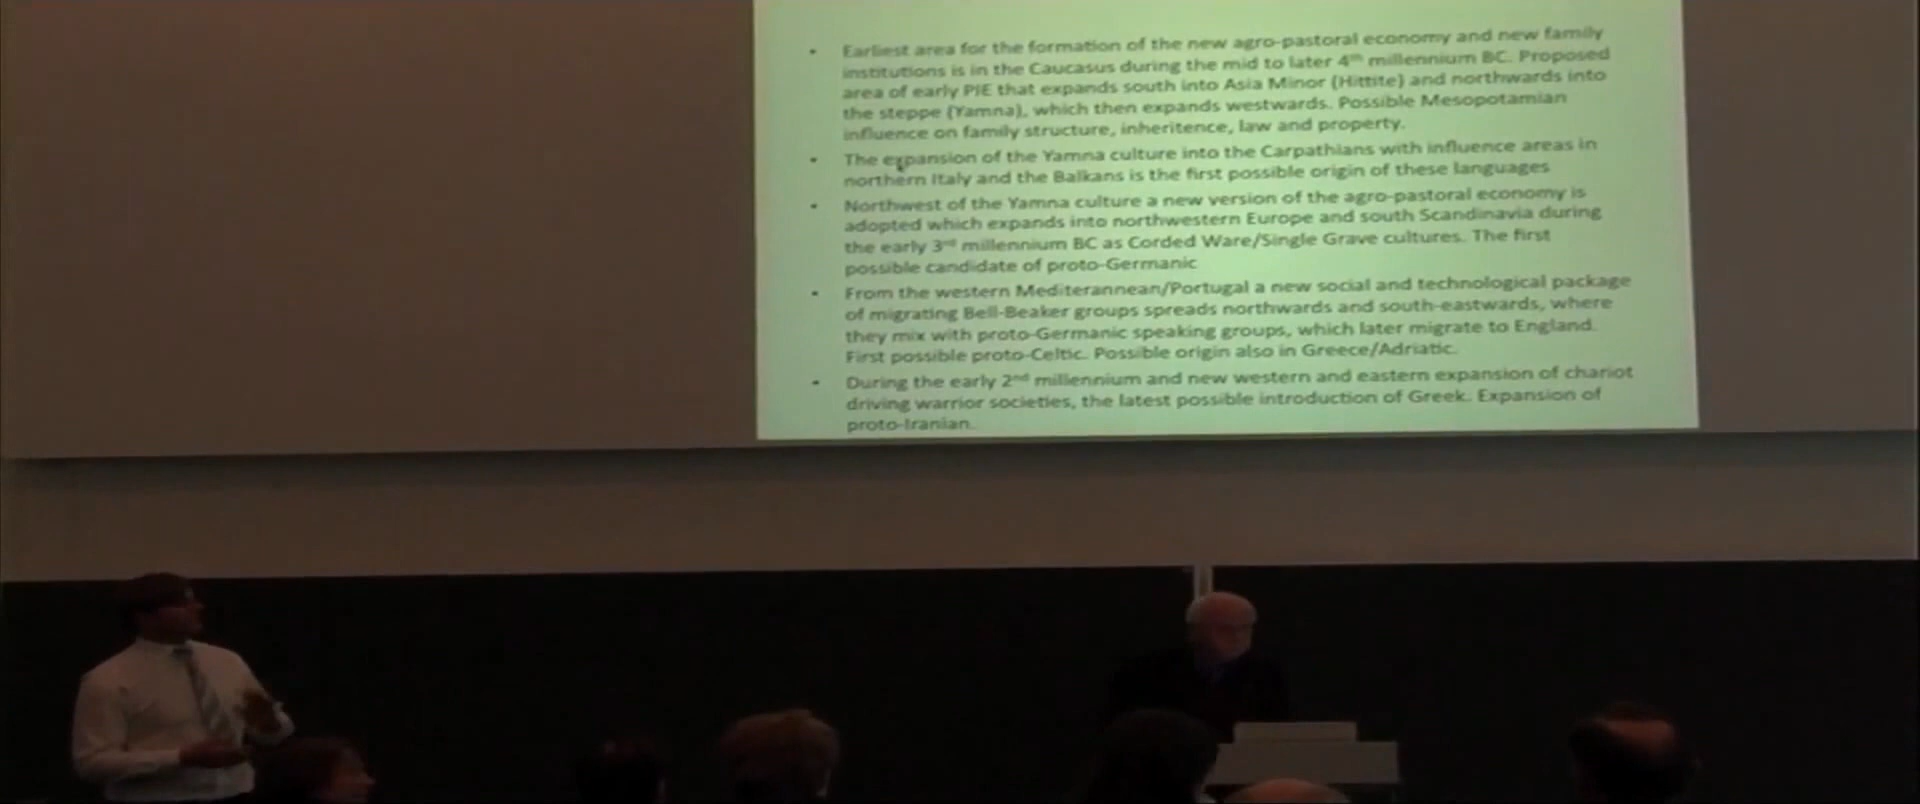 • Earliest area for the formation of the new agro-pastoral economy and new family
institutions is in the Caucasus during the mid to later 4th millennium BC. Proposed
area of early PIE that expands south into Asia Minor (Hittite) and northwards into
the steppe (Yamna), which then expands westwards. Possible Mesopotamian
influence on family structure, inheritence, law and property.
• The expansion of the Yamna culture into the Carpathians with influence areas in
northern Italy and the Balkans is the first possible origin of these languages
• Northwest of the Yamna culture a new version of the agro-pastoral economy is
adopted which expands into northwestern Europe and south Scandinavia during
the early 3rd millennium BC as Corded Ware/Single Grave cultures. The first
possible candidate of proto-Germanic
• From the western Mediterannean/Portugal a new social and technological package
of migrating Bell-Beaker groups spreads northwards and south-eastwards, where
they mix with proto-Germanic speaking groups, which later migrate to England.
First possible proto-Celtic. Possible origin also in Greece/Adriatic.
• During the early 2nd millennium and new western and eastern expansion of chariot
driving warrior societies, the latest possible introduction of Greek. Expansion of
proto-Iranian.